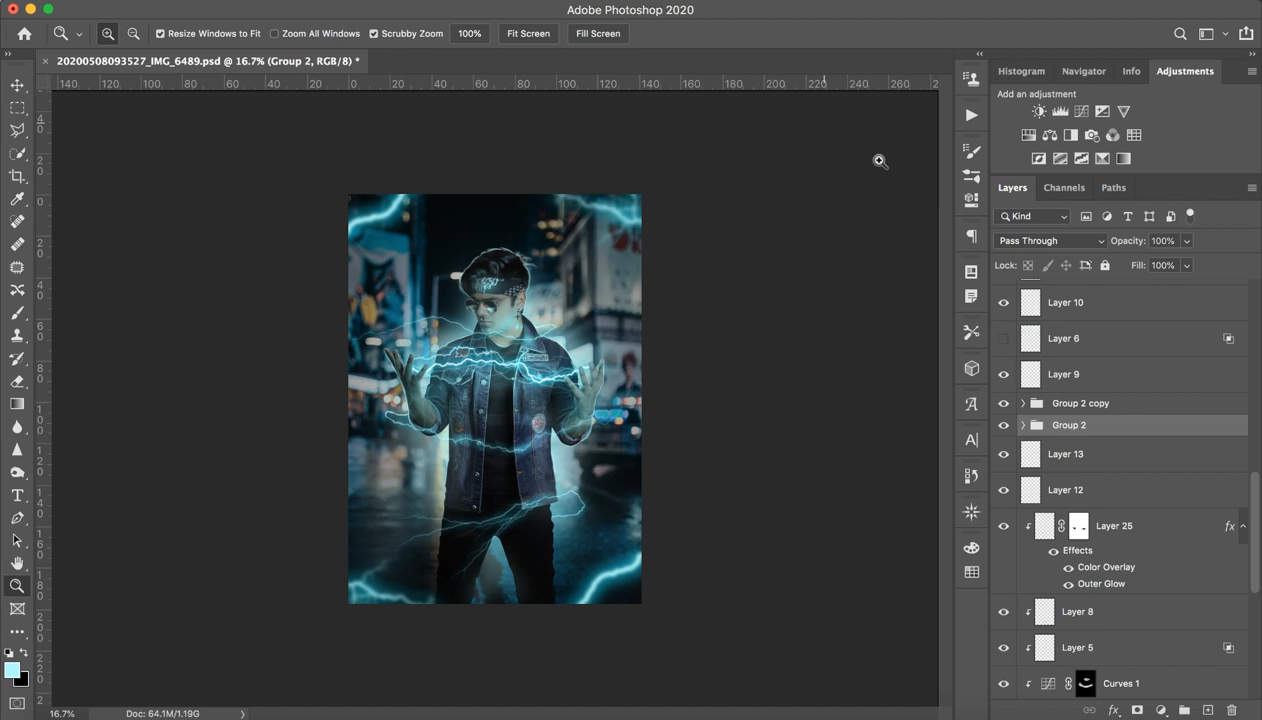 Adobe Photoshop 2020
Resize Windows to Fit Zoom All Windows Scrubby Zoom 100% Fit Screen Fill Screen
20200508093527_IMG_6489.psd @ 16.7% (Group 2, RGB/8) *
140 120 100 80 60 40 20 0 20 40 60 80 100 120 140 160 180 200 220 240 260
Histogram Navigator Info Adjustments
Add an adjustment
Layers Channels Paths
Kind
Pass Through Opacity: 100%
Lock: Fill: 100%
Layer 10
Layer 6
Layer 9
Group 2 copy
Group 2
Layer 13
Layer 12
Layer 25 fx
Effects
Color Overlay
Outer Glow
Layer 8
Layer 5
Curves 1
16.7% Doc: 64.1M/1.19G